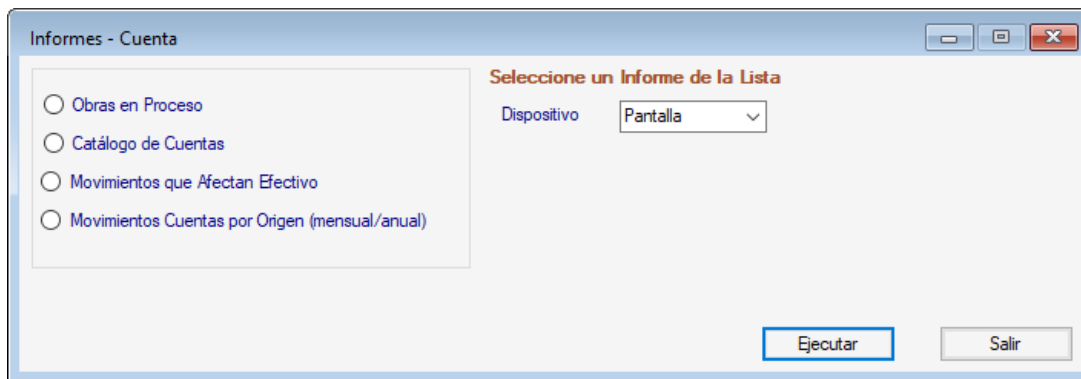 Informes - Cuenta
Obras en Proceso
Catálogo de Cuentas
Movimientos que Afectan Efectivo
Movimientos Cuentas por Origen (mensual/anual)
Seleccione un Informe de la Lista
Dispositivo Pantalla
Ejecutar Salir